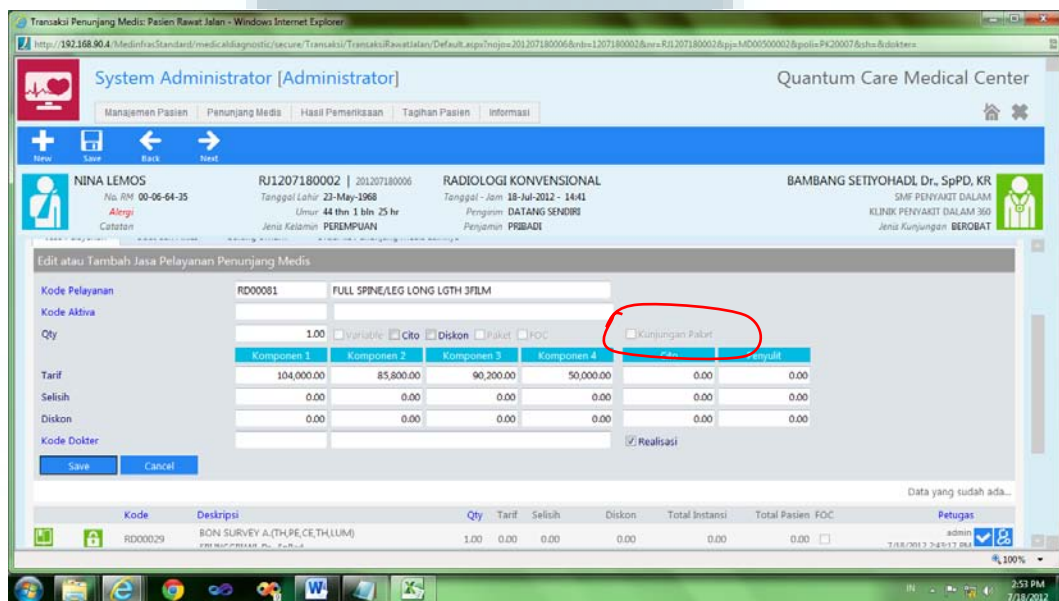 Transaksi Penunjang Medis: Pasien Rawat Jalan - Windows Internet Explorer
System Administrator [Administrator]
Quantum Care Medical Center
Manajemen Pasien Penunjang Medis Hasil Pemeriksaan Tagihan Pasien Informasi
New Save Back Next
NINA LEMOS RJ1207180002 | 201207180006 RADIOLOGI KONVENSIONAL BAMBANG SETIYOHADI, Dr., SpPD, KR
No. RM 00-06-64-35 Tanggal Lahir 23-May-1968 Tanggal - Jam 18-Jul-2012 - 14:41 SMF PENYAKIT DALAM
Alergi Umur 44 thn 1 bln 25 hr Pengirim DATANG SENDIRI KLINIK PENYAKIT DALAM 360
Catatan Jenis Kelamin PEREMPUAN Penjamin PRIBADI Jenis Kunjungan BEROBAT
Edit atau Tambah Jasa Pelayanan Penunjang Medis
Kode Pelayanan RD00081 FULL SPINE/LEG LONG LGTH 3FILM
Kode Aktiva
Qty 1.00 Variable Cito Diskon Paket FOC Kunjungan Paket
Komponen 1 Komponen 2 Komponen 3 Komponen 4 Cito Penyulit
Tarif 104,000.00 85,800.00 90,200.00 50,000.00 0.00 0.00
Selisih 0.00 0.00 0.00 0.00 0.00 0.00
Diskon 0.00 0.00 0.00 0.00 0.00 0.00
Kode Dokter Realisasi
Save Cancel
Data yang sudah ada...
Kode Deskripsi Qty Tarif Selisih Diskon Total Instansi Total Pasien FOC Petugas
RD00029 BON SURVEY A.(TH,PE,CE,TH,LUM) 1.00 0.00 0.00 0.00 0.00 0.00 admin
7/18/2012 2:43:17 PM
100%
IN 2:53 PM
7/18/2012